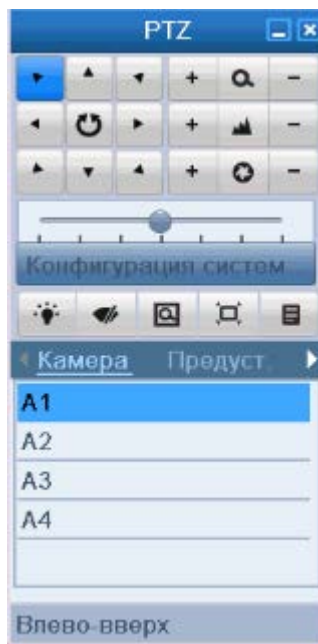 PTZ
Конфигурация систем
Камера Предуст.
A1
A2
A3
A4
Влево-вверх